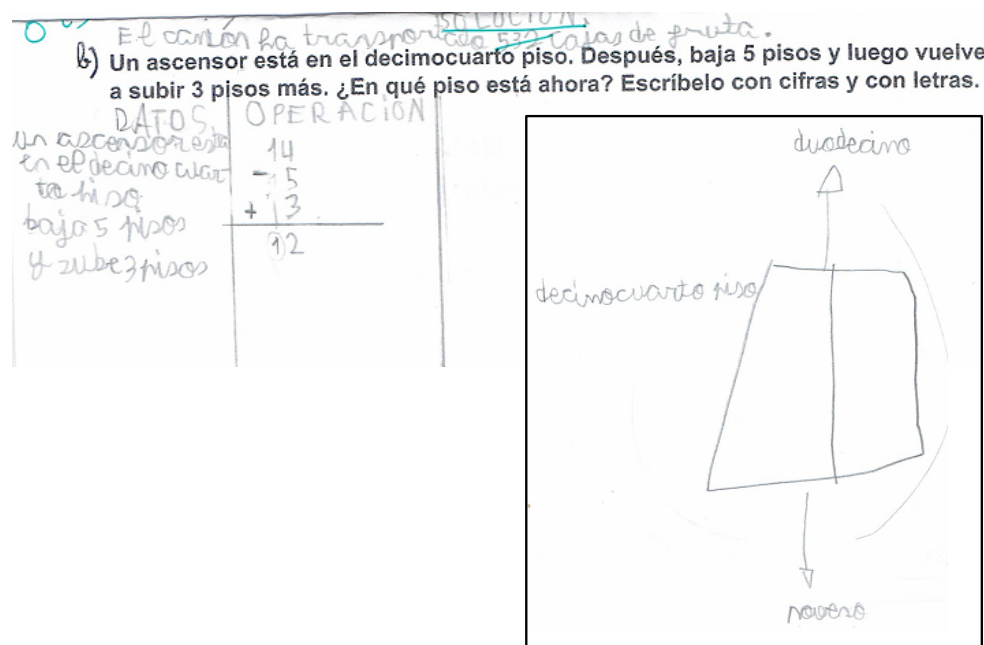 SOLUCIÓN:
El camión ha transportado 532 cajas de fruta.
b) Un ascensor está en el decimocuarto piso. Después, baja 5 pisos y luego vuelve
a subir 3 pisos más. ¿En qué piso está ahora? Escríbelo con cifras y con letras.
DATOS
OPERACIÓN
un ascensor esta
en el decimo cuar
to piso
baja 5 pisos
y zube 3 pisos
14
- 5
+ 3
12
duodecimo
decimocuarto piso
noveno